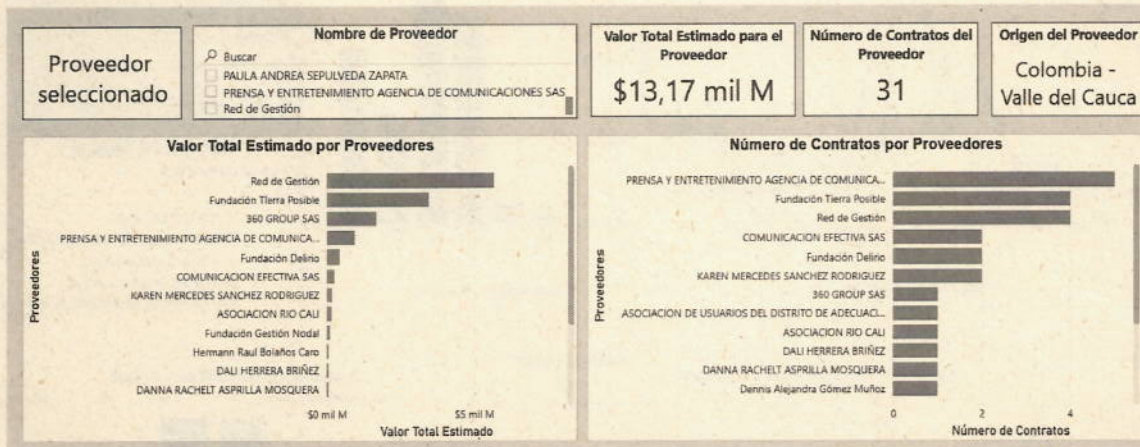 Proveedor
seleccionado
Nombre de Proveedor
Buscar
PAULA ANDREA SEPULVEDA ZAPATA
PRENSA Y ENTRETENIMIENTO AGENCIA DE COMUNICACIONES SAS
Red de Gestión
Valor Total Estimado para el
Proveedor
$13,17 mil M
Número de Contratos del
Proveedor
31
Origen del Proveedor
Colombia -
Valle del Cauca
Valor Total Estimado por Proveedores
Proveedores
Red de Gestión
Fundación TIerra Posible
360 GROUP SAS
PRENSA Y ENTRETENIMIENTO AGENCIA DE COMUNICA...
Fundación Delirio
COMUNICACION EFECTIVA SAS
KAREN MERCEDES SANCHEZ RODRIGUEZ
ASOCIACION RIO CALI
Fundación Gestión Nodal
Hermann Raul Bolaños Caro
DALI HERRERA BRIÑEZ
DANNA RACHELT ASPRILLA MOSQUERA
$0 mil M
$5 mil M
Valor Total Estimado
Número de Contratos por Proveedores
Proveedores
PRENSA Y ENTRETENIMIENTO AGENCIA DE COMUNICA...
Fundación TIerra Posible
Red de Gestión
COMUNICACION EFECTIVA SAS
Fundación Delirio
KAREN MERCEDES SANCHEZ RODRIGUEZ
360 GROUP SAS
ASOCIACION DE USUARIOS DEL DISTRITO DE ADECUACI...
ASOCIACION RIO CALI
DALI HERRERA BRIÑEZ
DANNA RACHELT ASPRILLA MOSQUERA
Dennis Alejandra Gómez Muñoz
0
2
4
Número de Contratos